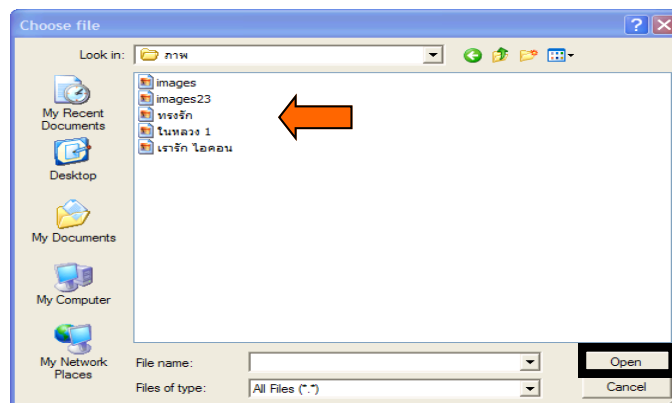 Choose file
Look in: ภาพ
images
images23
ทรงรัก
ในหลวง 1
เรารัก ไอคอน
My Recent
Documents
Desktop
My Documents
My Computer
My Network
Places
File name:
Open
Files of type: All Files (*.*)
Cancel